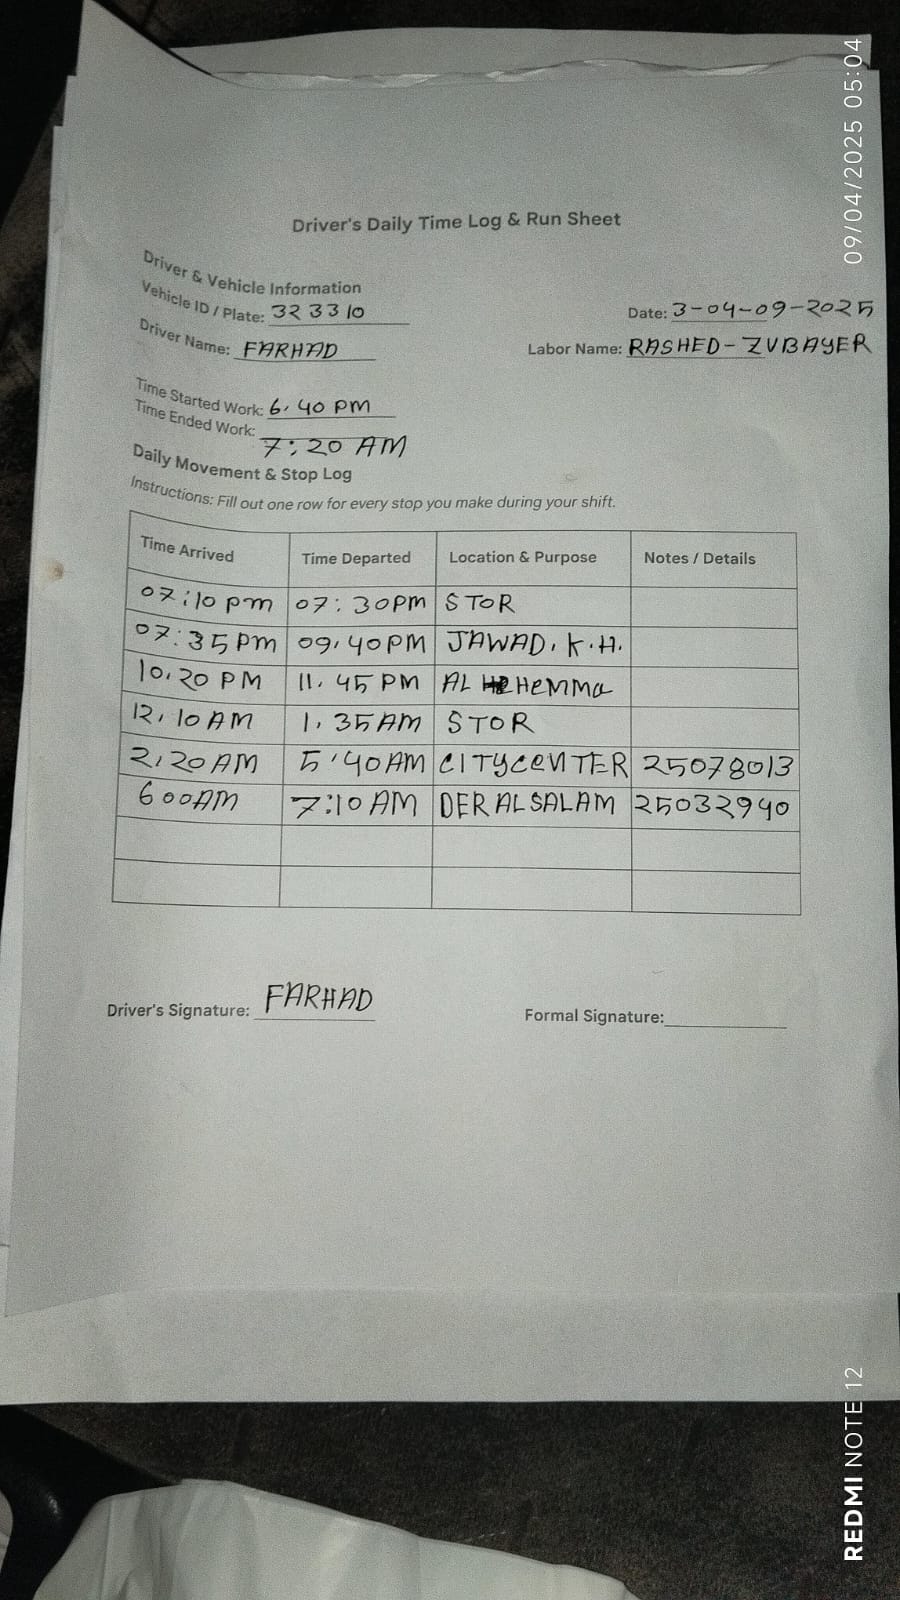 09/04/2025 05:04
Driver's Daily Time Log & Run Sheet
Driver & Vehicle Information
Vehicle ID / Plate: 323310
Date: 3-04-09-2025
Driver Name: FARHAD
Labor Name: RASHED-ZUBAYER
Time Started Work: 6.40 PM
Time Ended Work: 7:20 AM
Daily Movement & Stop Log
Instructions: Fill out one row for every stop you make during your shift.
Time Arrived Time Departed Location & Purpose Notes / Details
07:10 pm 07:30PM STOR
07:35 PM 09.40PM JAWAD. K.H.
10.20 PM 11.45 PM AL HEMMa
12.10 AM 1.35AM STOR
2.20 AM 5'40AM CITYCENTER 25078013
600AM 7:10 AM DER ALSALAM 25032940
Driver's Signature: FARHAD
Formal Signature:
REDMI NOTE 12